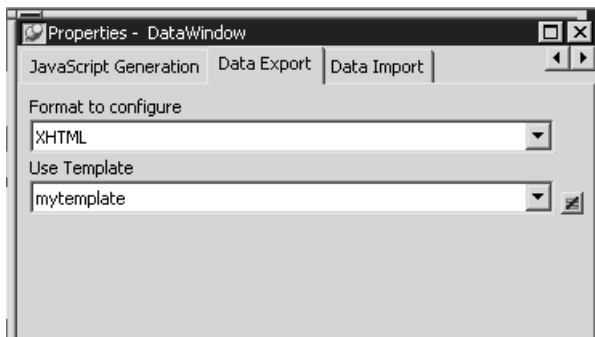 Properties - DataWindow
JavaScript Generation Data Export Data Import
Format to configure
XHTML
Use Template
mytemplate